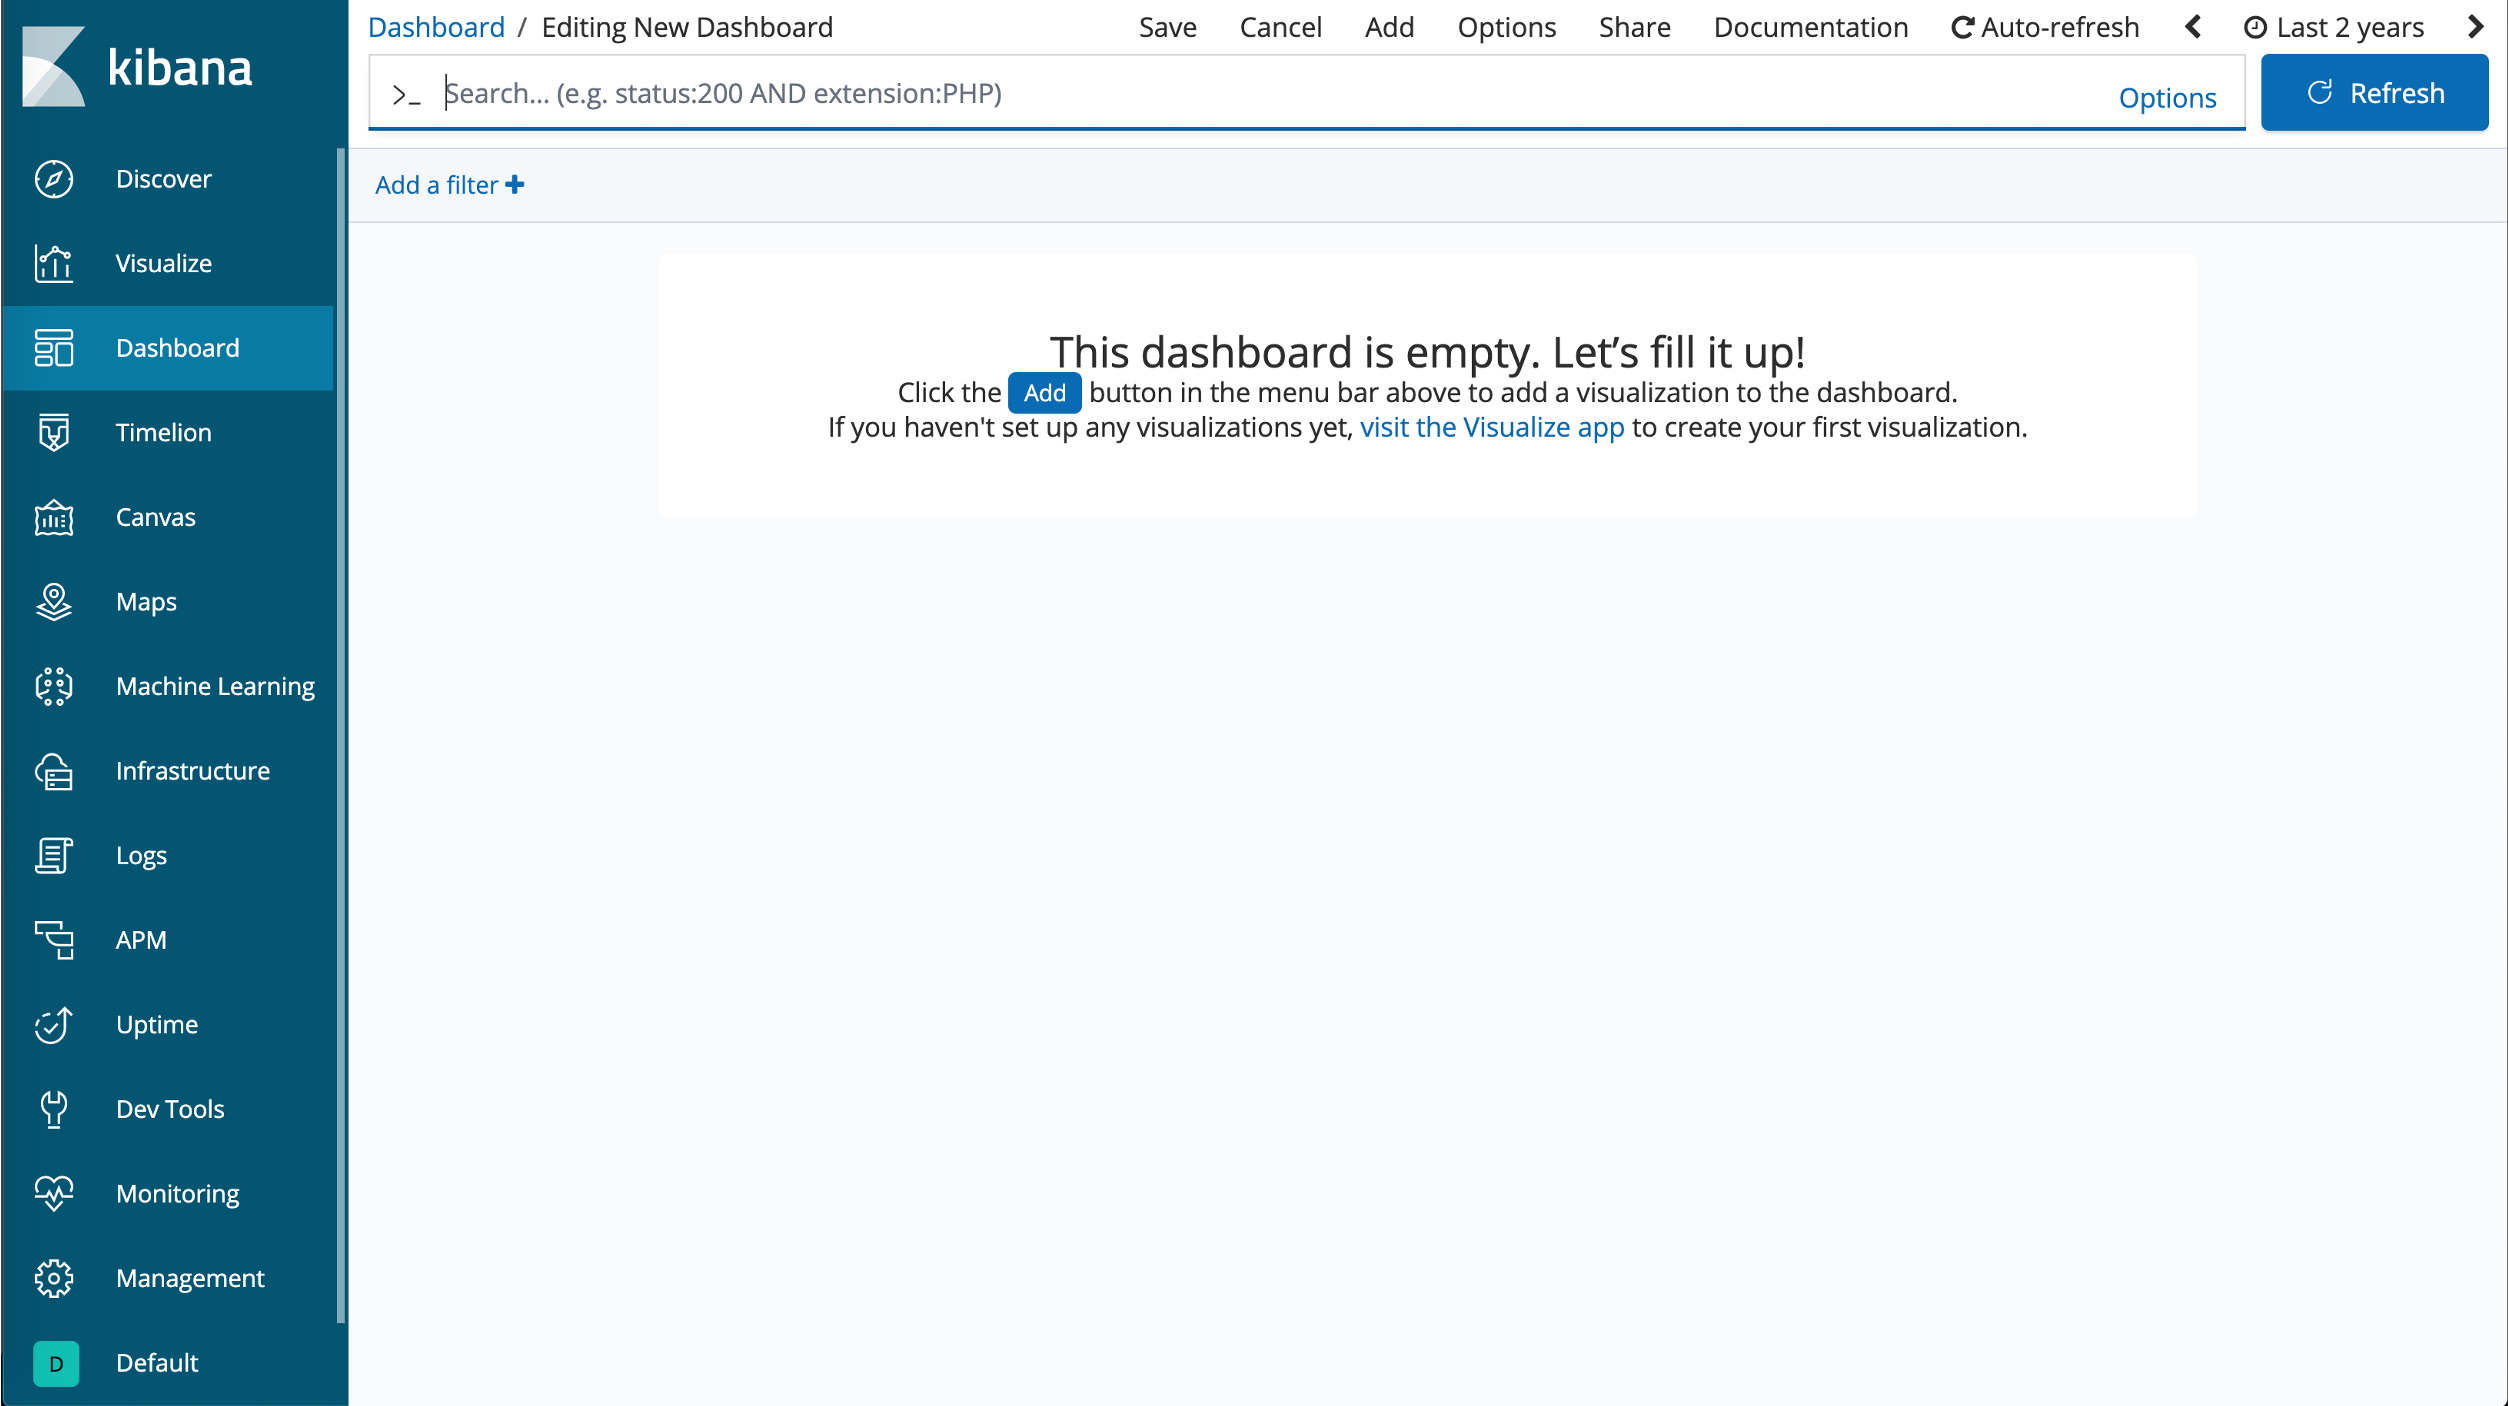 kibana
Discover
Visualize
Dashboard
Timelion
Canvas
Maps
Machine Learning
Infrastructure
Logs
APM
Uptime
Dev Tools
Monitoring
Management
D Default
Dashboard / Editing New Dashboard Save Cancel Add Options Share Documentation Auto-refresh Last 2 years
>_ Search... (e.g. status:200 AND extension:PHP) Options Refresh
Add a filter +
This dashboard is empty. Let’s fill it up!
Click the Add button in the menu bar above to add a visualization to the dashboard.
If you haven't set up any visualizations yet, visit the Visualize app to create your first visualization.